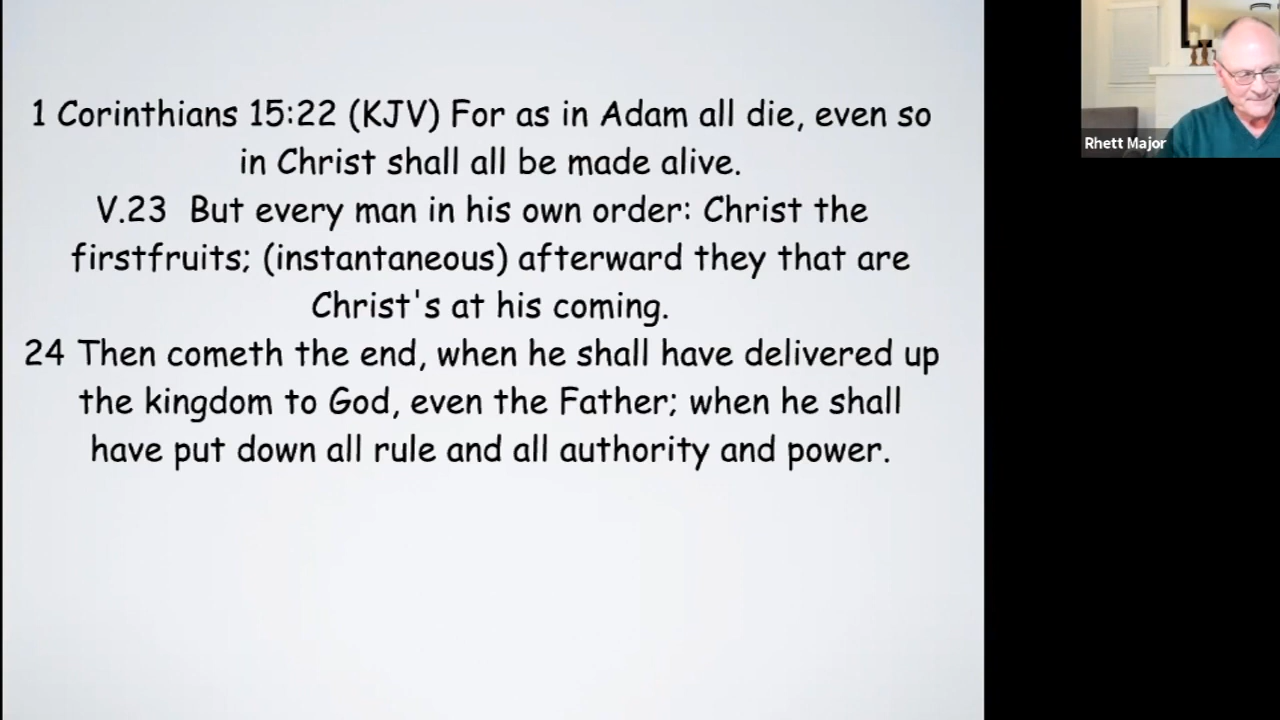 1 Corinthians 15:22 (KJV) For as in Adam all die, even so
in Christ shall all be made alive.
V.23  But every man in his own order: Christ the
firstfruits; (instantaneous) afterward they that are
Christ's at his coming.
24 Then cometh the end, when he shall have delivered up
the kingdom to God, even the Father; when he shall
have put down all rule and all authority and power.
Rhett Major